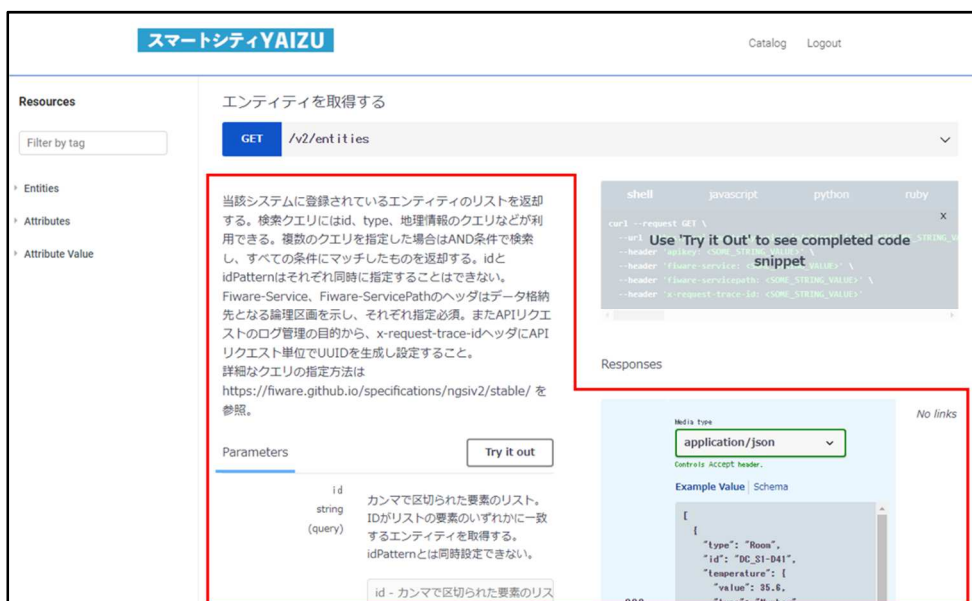 スマートシティYAIZU
Catalog Logout
Resources
Filter by tag
Entities
Attributes
Attribute Value
エンティティを取得する
GET /v2/entities
当該システムに登録されているエンティティのリストを返却
する。検索クエリにはid、type、地理情報のクエリなどが利
用できる。複数のクエリを指定した場合はAND条件で検索
し、すべての条件にマッチしたものを返却する。idと
idPatternはそれぞれ同時に指定することはできない。
Fiware-Service、Fiware-ServicePathのヘッダはデータ格納
先となる論理区画を示し、それぞれ指定必須。またAPIリクエ
ストのログ管理の目的から、x-request-trace-idヘッダにAPI
リクエスト単位でUUIDを生成し設定すること。
詳細なクエリの指定方法は
https://fiware.github.io/specifications/ngsiv2/stable/ を
参照。
Parameters
Try it out
id
string
(query)
カンマで区切られた要素のリスト。
IDがリストの要素のいずれかに一致
するエンティティを取得する。
idPatternとは同時設定できない。
id - カンマで区切られた要素のリス
shell javascript python ruby
x
curl --request GET \
--url
Use 'Try it Out' to see completed code
snippet
--header 'fiware-service:
--header 'fiware-servicepath: <SOME_STRING_VALUE>' \
--header 'x-request-trace-id: <SOME_STRING_VALUE>'
Responses
No links
Media type
application/json
Controls Accept header.
Example Value Schema
[
{
"type": "Room",
"id": "DC_S1-D41",
"temperature": {
"value": 35.6,